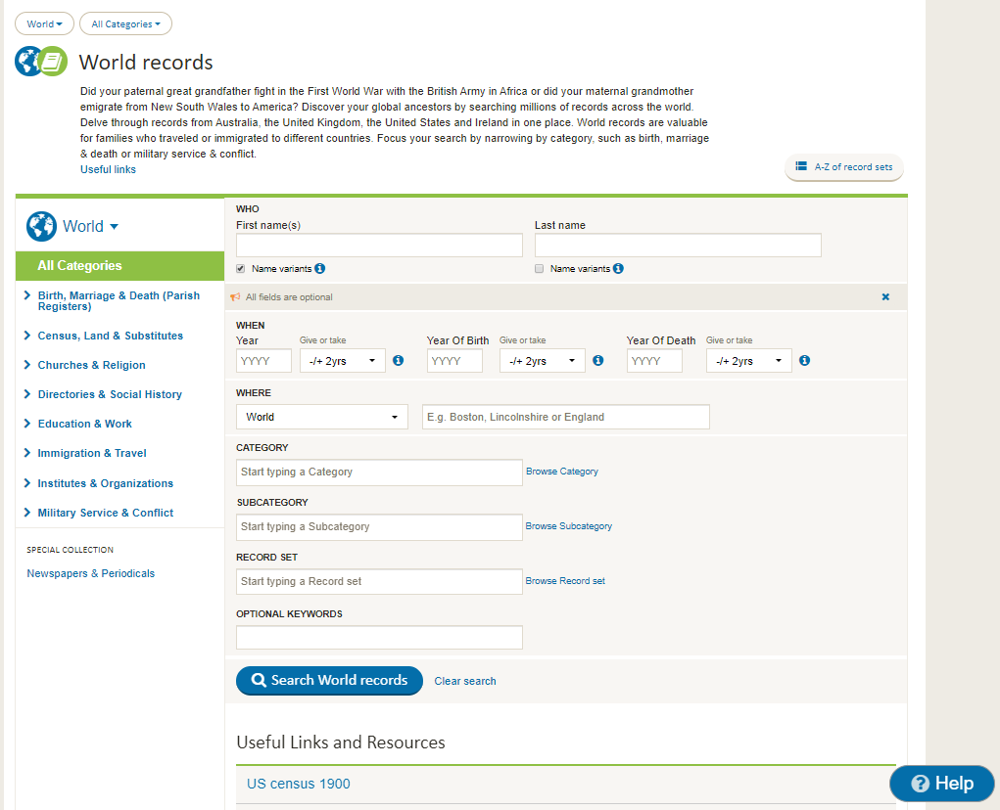 World
All Categories
World records
Did your paternal great grandfather fight in the First World War with the British Army in Africa or did your maternal grandmother
emigrate from New South Wales to America? Discover your global ancestors by searching millions of records across the world.
Delve through records from Australia, the United Kingdom, the United States and Ireland in one place. World records are valuable
for families who traveled or immigrated to different countries. Focus your search by narrowing by category, such as birth, marriage
& death or military service & conflict.
Useful links
A-Z of record sets
World
All Categories
Birth, Marriage & Death (Parish
Registers)
Census, Land & Substitutes
Churches & Religion
Directories & Social History
Education & Work
Immigration & Travel
Institutes & Organizations
Military Service & Conflict
SPECIAL COLLECTION
Newspapers & Periodicals
WHO
First name(s) Last name
Name variants Name variants
All fields are optional
WHEN
Year Give or take Year Of Birth Give or take Year Of Death Give or take
YYYY -/+ 2yrs YYYY -/+ 2yrs YYYY -/+ 2yrs
WHERE
World E.g. Boston, Lincolnshire or England
CATEGORY
Start typing a Category Browse Category
SUBCATEGORY
Start typing a Subcategory Browse Subcategory
RECORD SET
Start typing a Record set Browse Record set
OPTIONAL KEYWORDS
Search World records Clear search
Useful Links and Resources
US census 1900
? Help